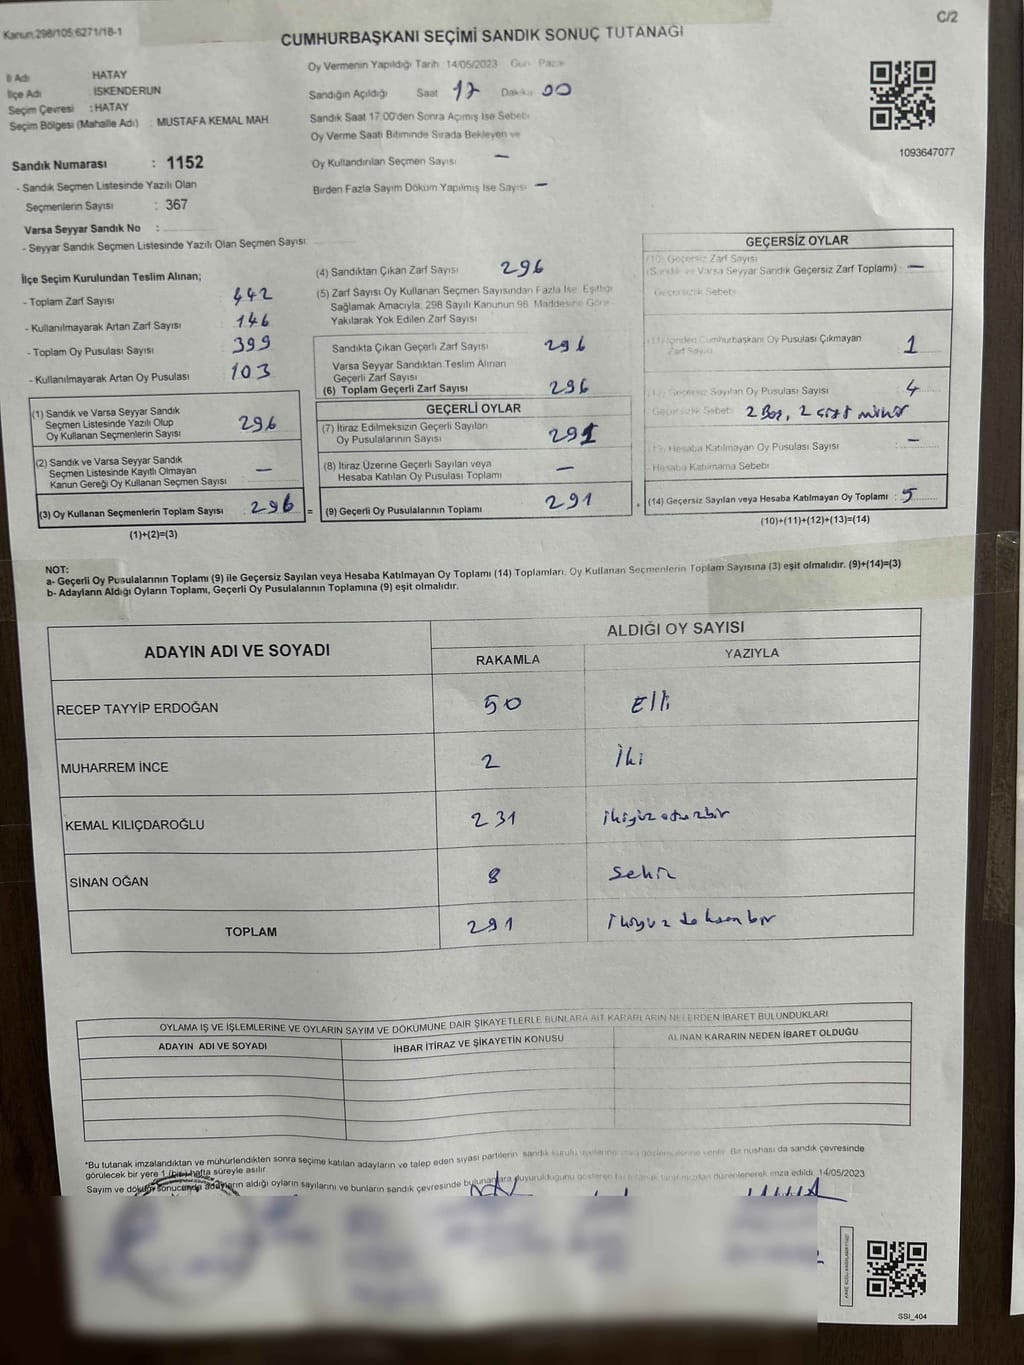 Kanun:298/105;6271/18-1
C/2
CUMHURBAŞKANI SEÇİMİ SANDIK SONUÇ TUTANAĞI
İl Adı HATAY
İlçe Adı İSKENDERUN
Seçim Çevresi :HATAY
Seçim Bölgesi (Mahalle Adı) : MUSTAFA KEMAL MAH
Sandık Numarası : 1152
- Sandık Seçmen Listesinde Yazılı Olan
Seçmenlerin Sayısı : 367
Varsa Seyyar Sandık No :
- Seyyar Sandık Seçmen Listesinde Yazılı Olan Seçmen Sayısı:
Oy Vermenin Yapıldığı Tarih 14/05/2023 Gün Pazar
Sandığın Açıldığı Saat 17 Dakika 00
Sandık Saat 17:00'den Sonra Açımış İse Sebebi
Oy Verme Saati Bitiminde Sırada Bekleyen ve
Oy Kullandırılan Seçmen Sayısı —
Birden Fazla Sayım Döküm Yapılmış İse Sayısı —
1093647077
İlçe Seçim Kurulundan Teslim Alınan;
- Toplam Zarf Sayısı 442
- Kullanılmayarak Artan Zarf Sayısı 146
- Toplam Oy Pusulası Sayısı 399
- Kullanılmayarak Artan Oy Pusulası 103
(1) Sandık ve Varsa Seyyar Sandık
Seçmen Listesinde Yazılı Olup
Oy Kullanan Seçmenlerin Sayısı 296
(2) Sandık ve Varsa Seyyar Sandık
Seçmen Listesinde Kayıtlı Olmayan
Kanun Gereği Oy Kullanan Seçmen Sayısı —
(3) Oy Kullanan Seçmenlerin Toplam Sayısı 296 =
(1)+(2)=(3)
(4) Sandıktan Çıkan Zarf Sayısı 296
(5) Zarf Sayısı Oy Kullanan Seçmen Sayısından Fazla İse, Eşitliği
Sağlamak Amacıyla, 298 Sayılı Kanunun 98. Maddesine Göre
Yakılarak Yok Edilen Zarf Sayısı
Sandıkta Çıkan Geçerli Zarf Sayısı 296
Varsa Seyyar Sandıktan Teslim Alınan
Geçerli Zarf Sayısı
(6) Toplam Geçerli Zarf Sayısı 296
GEÇERLİ OYLAR
(7) İtiraz Edilmeksizin Geçerli Sayılan
Oy Pusulalarının Sayısı 291
(8) İtiraz Üzerine Geçerli Sayılan veya
Hesaba Katılan Oy Pusulası Toplamı —
(9) Geçerli Oy Pusulalarının Toplamı 291
GEÇERSİZ OYLAR
(10) Geçersiz Zarf Sayısı
(Sandık ve Varsa Seyyar Sandık Geçersiz Zarf Toplamı) : —
Geçersizlik Sebebi
(11) İçinden Cumhurbaşkanı Oy Pusulası Çıkmayan
Zarf Sayısı 1
(12) Geçersiz Sayılan Oy Pusulası Sayısı 4
Geçersizlik Sebebi 2 Boş, 2
(13) Hesaba Katılmayan Oy Pusulası Sayısı —
Hesaba Katılmama Sebebi
(14) Geçersiz Sayılan veya Hesaba Katılmayan Oy Toplamı : 5
(10)+(11)+(12)+(13)=(14)
NOT:
a- Geçerli Oy Pusulalarının Toplamı (9) ile Geçersiz Sayılan veya Hesaba Katılmayan Oy Toplamı (14) Toplamları, Oy Kullanan Seçmenlerin Toplam Sayısına (3) eşit olmalıdır. (9)+(14)=(3)
b- Adayların Aldığı Oyların Toplamı, Geçerli Oy Pusulalarının Toplamına (9) eşit olmalıdır.
ADAYIN ADI VE SOYADI
ALDIĞI OY SAYISI
RAKAMLA YAZIYLA
RECEP TAYYİP ERDOĞAN 50 Elli
MUHARREM İNCE 2 İki
KEMAL KILIÇDAROĞLU 231 ikiyüz otuzbir
SİNAN OĞAN 8 Sekiz
TOPLAM 291 ikiyüz doksan bir
OYLAMA İŞ VE İŞLEMLERİNE VE OYLARIN SAYIM VE DÖKÜMÜNE DAİR ŞİKAYETLERLE BUNLARA AİT KARARLARIN NELERDEN İBARET BULUNDUKLARI
ADAYIN ADI VE SOYADI İHBAR İTİRAZ VE ŞİKAYETİN KONUSU ALINAN KARARIN NEDEN İBARET OLDUĞU
*Bu tutanak imzalandıktan ve mühürlendikten sonra seçime katılan adayların ve talep eden siyasi partilerin sandık kurulu verilir. Bir nüshası da sandık çevresinde
görülecek bir yere 1 (bir) hafta süreyle asılır.
Sayım ve döküm sonucunda adayların aldığı oyların sayılarını ve bunların sandık çevresinde bulunanlara duyurulduğunu gösteren bu tutanak düzenlenerek imza edildi. 14/05/2023
SSİ_404